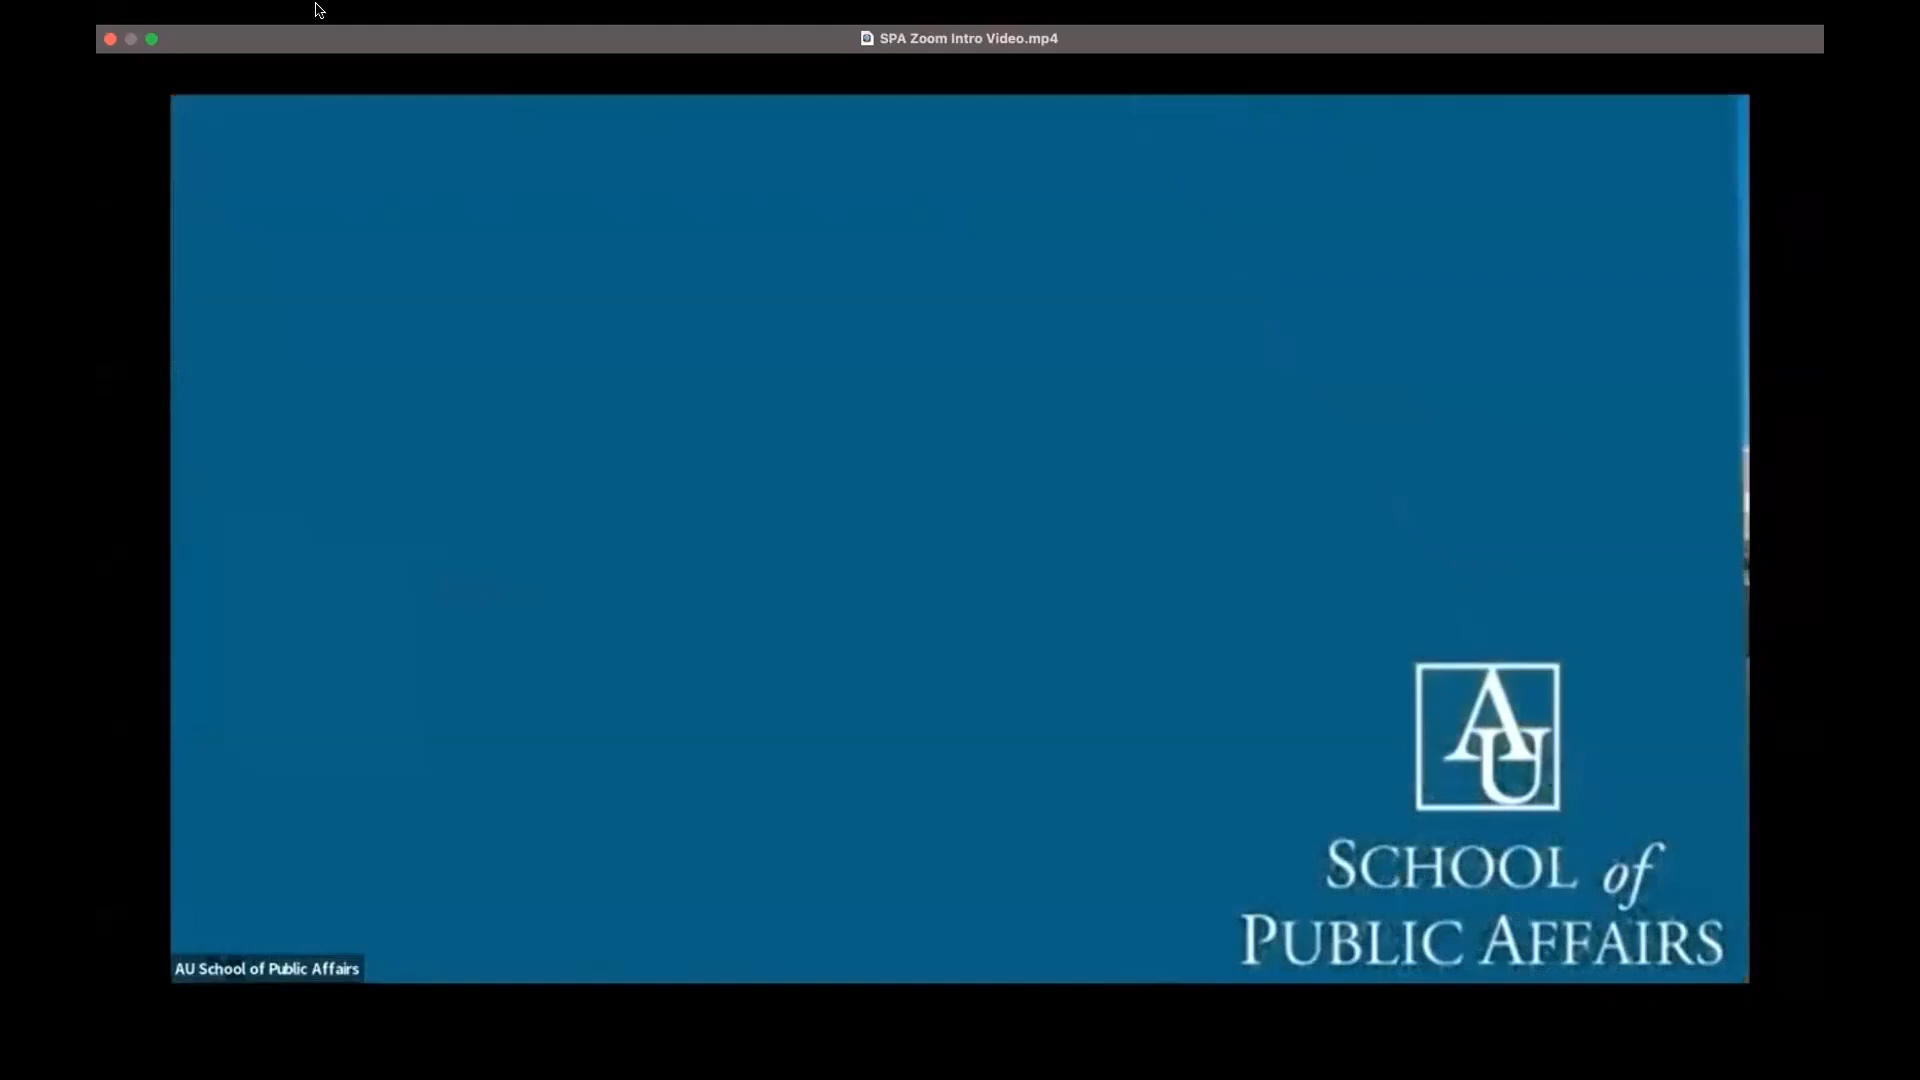 SPA Zoom Intro Video.mp4
AU
SCHOOL of
PUBLIC AFFAIRS
AU School of Public Affairs